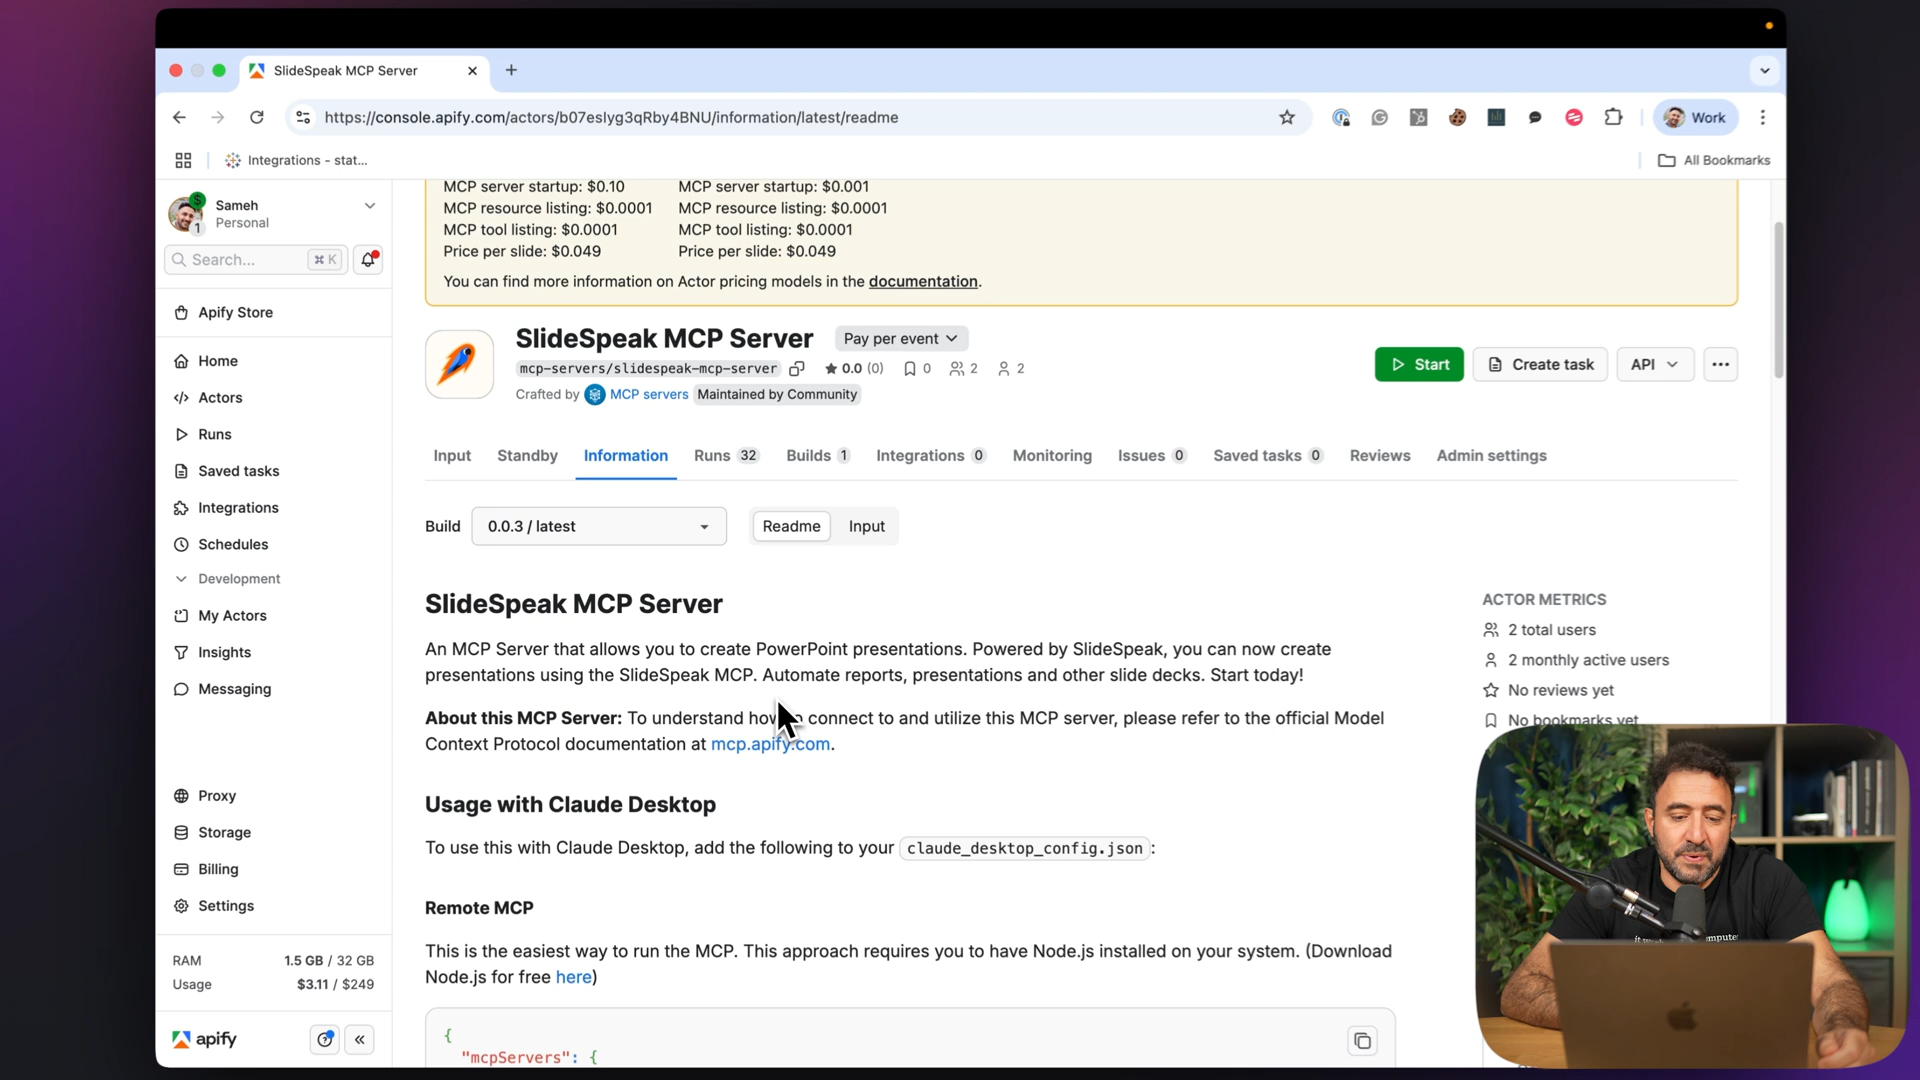 SlideSpeak MCP Server
https://console.apify.com/actors/b07eslyg3qRby4BNU/information/latest/readme
Work
Integrations - stat...
All Bookmarks
Sameh
Personal
1
Search...
⌘ K
Apify Store
Home
Actors
Runs
Saved tasks
Integrations
Schedules
Development
My Actors
Insights
Messaging
Proxy
Storage
Billing
Settings
RAM 1.5 GB / 32 GB
Usage $3.11 / $249
apify
MCP server startup: $0.10 MCP server startup: $0.001
MCP resource listing: $0.0001 MCP resource listing: $0.0001
MCP tool listing: $0.0001 MCP tool listing: $0.0001
Price per slide: $0.049 Price per slide: $0.049
You can find more information on Actor pricing models in the documentation.
SlideSpeak MCP Server Pay per event
mcp-servers/slidespeak-mcp-server 0.0 (0) 0 2 2
Crafted by MCP servers Maintained by Community
Start Create task API
Input Standby Information Runs 32 Builds 1 Integrations 0 Monitoring Issues 0 Saved tasks 0 Reviews Admin settings
Build 0.0.3 / latest Readme Input
SlideSpeak MCP Server
An MCP Server that allows you to create PowerPoint presentations. Powered by SlideSpeak, you can now create
presentations using the SlideSpeak MCP. Automate reports, presentations and other slide decks. Start today!
About this MCP Server: To understand how connect to and utilize this MCP server, please refer to the official Model
Context Protocol documentation at mcp.apify.com.
Usage with Claude Desktop
To use this with Claude Desktop, add the following to your claude_desktop_config.json:
Remote MCP
This is the easiest way to run the MCP. This approach requires you to have Node.js installed on your system. (Download
Node.js for free here)
{
"mcpServers": {
ACTOR METRICS
2 total users
2 monthly active users
No reviews yet
No bookmarks yet